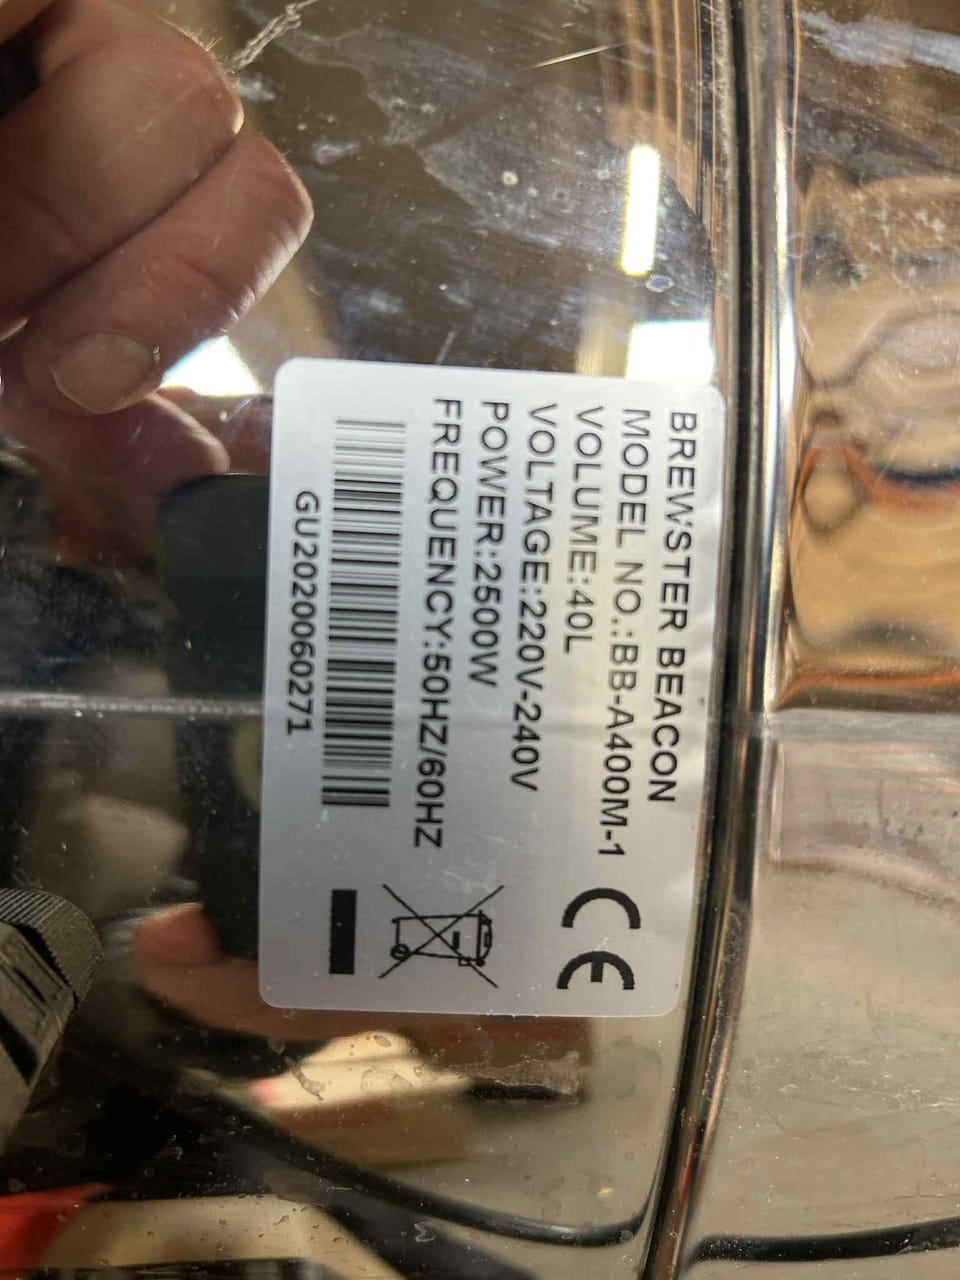 BREWSTER BEACON
MODEL NO.:BB-A400M-1
VOLUME:40L
VOLTAGE:220V-240V
POWER:2500W
FREQUENCY:50HZ/60HZ
GU2020060271
CE